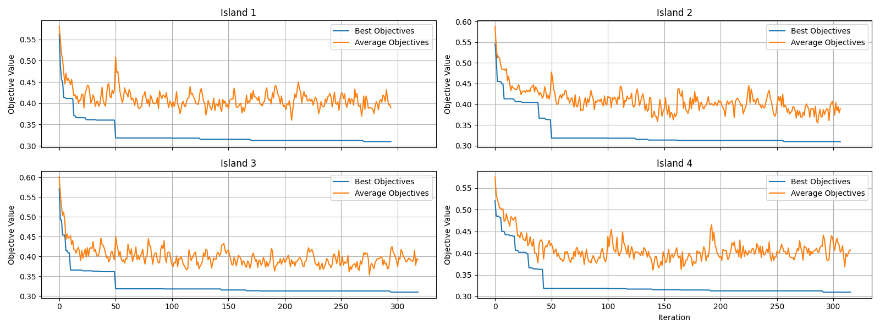 Island 1
Objective Value
0.55
0.50
0.45
0.40
0.35
0.30
Best Objectives
Average Objectives
Island 2
Objective Value
0.60
0.55
0.50
0.45
0.40
0.35
0.30
Best Objectives
Average Objectives
Island 3
Objective Value
0.60
0.55
0.50
0.45
0.40
0.35
0.30
Best Objectives
Average Objectives
0 50 100 150 200 250 300
Island 4
Objective Value
0.55
0.50
0.45
0.40
0.35
0.30
Best Objectives
Average Objectives
0 50 100 150 200 250 300
Iteration